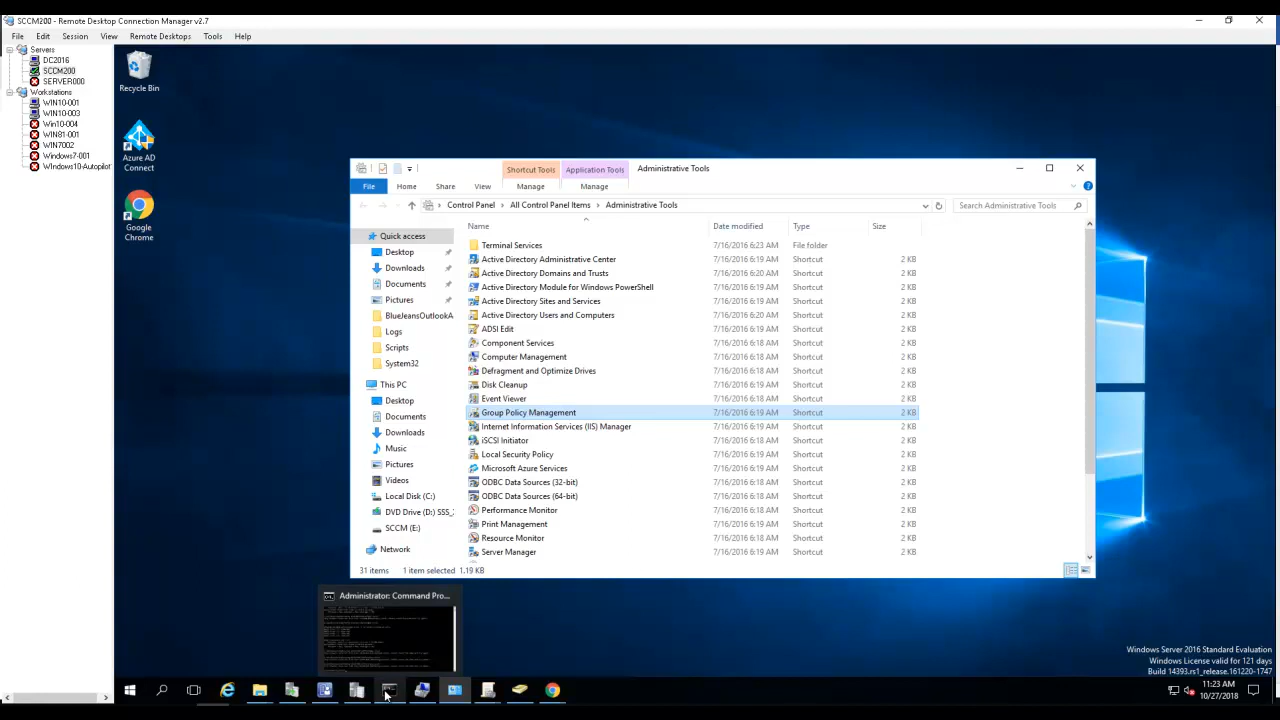 SCCM200 - Remote Desktop Connection Manager v2.7
File Edit Session View Remote Desktops Tools Help
Servers
DC2016
SCCM200
SERVER000
Workstations
WIN10-001
WIN10-003
Win10-004
WIN81-001
WIN7002
Windows7-001
Windows10-Autopilot
Recycle Bin
Azure AD
Connect
Google
Chrome
Shortcut Tools Application Tools Administrative Tools
File Home Share View Manage Manage
Control Panel > All Control Panel Items > Administrative Tools Search Administrative Tools
Name Date modified Type Size
Quick access
Desktop
Downloads
Documents
Pictures
BlueJeansOutlookA
Logs
Scripts
System32
This PC
Desktop
Documents
Downloads
Music
Pictures
Videos
Local Disk (C:)
DVD Drive (D:) SSS_
SCCM (E:)
Network
Terminal Services 7/16/2016 6:23 AM File folder
Active Directory Administrative Center 7/16/2016 6:19 AM Shortcut 2 KB
Active Directory Domains and Trusts 7/16/2016 6:20 AM Shortcut 2 KB
Active Directory Module for Windows PowerShell 7/16/2016 6:19 AM Shortcut 2 KB
Active Directory Sites and Services 7/16/2016 6:19 AM Shortcut 2 KB
Active Directory Users and Computers 7/16/2016 6:20 AM Shortcut 2 KB
ADSI Edit 7/16/2016 6:19 AM Shortcut 2 KB
Component Services 7/16/2016 6:18 AM Shortcut 2 KB
Computer Management 7/16/2016 6:18 AM Shortcut 2 KB
Defragment and Optimize Drives 7/16/2016 6:18 AM Shortcut 2 KB
Disk Cleanup 7/16/2016 6:19 AM Shortcut 2 KB
Event Viewer 7/16/2016 6:18 AM Shortcut 2 KB
Group Policy Management 7/16/2016 6:19 AM Shortcut 2 KB
Internet Information Services (IIS) Manager 7/16/2016 6:19 AM Shortcut 2 KB
iSCSI Initiator 7/16/2016 6:18 AM Shortcut 2 KB
Local Security Policy 7/16/2016 6:19 AM Shortcut 2 KB
Microsoft Azure Services 7/16/2016 6:19 AM Shortcut 2 KB
ODBC Data Sources (32-bit) 7/16/2016 6:18 AM Shortcut 2 KB
ODBC Data Sources (64-bit) 7/16/2016 6:18 AM Shortcut 2 KB
Performance Monitor 7/16/2016 6:18 AM Shortcut 2 KB
Print Management 7/16/2016 6:19 AM Shortcut 2 KB
Resource Monitor 7/16/2016 6:18 AM Shortcut 2 KB
Server Manager 7/16/2016 6:19 AM Shortcut 2 KB
31 items 1 item selected 1.19 KB
Administrator: Command Pro...
Windows Server 2016 Standard Evaluation
Windows License valid for 121 days
Build 14393.rs1_release.161220-1747
11:23 AM
10/27/2018